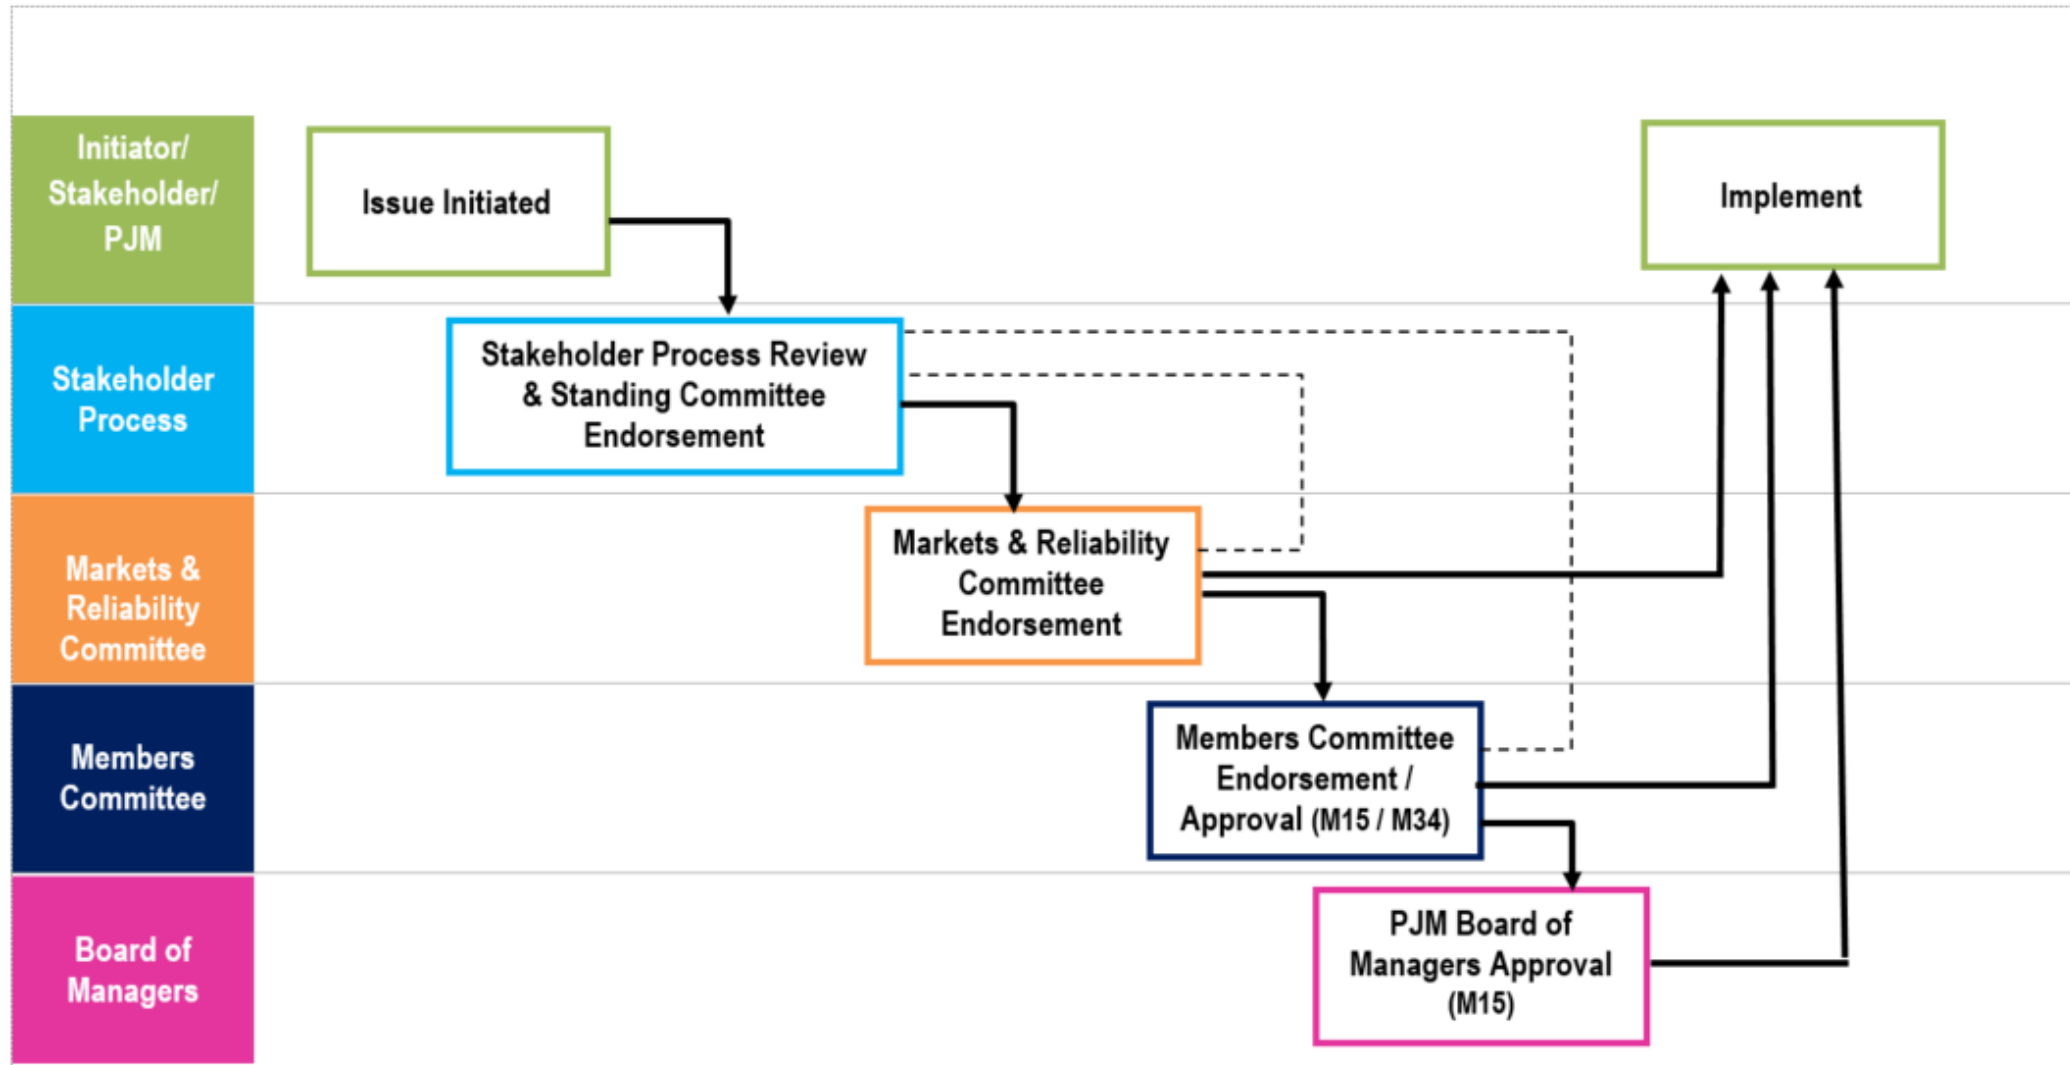 Initiator/
Stakeholder/
PJM
Issue Initiated
Implement
Stakeholder
Process
Stakeholder Process Review
& Standing Committee
Endorsement
Markets &
Reliability
Committee
Markets & Reliability
Committee
Endorsement
Members
Committee
Members Committee
Endorsement /
Approval (M15 / M34)
Board of
Managers
PJM Board of
Managers Approval
(M15)